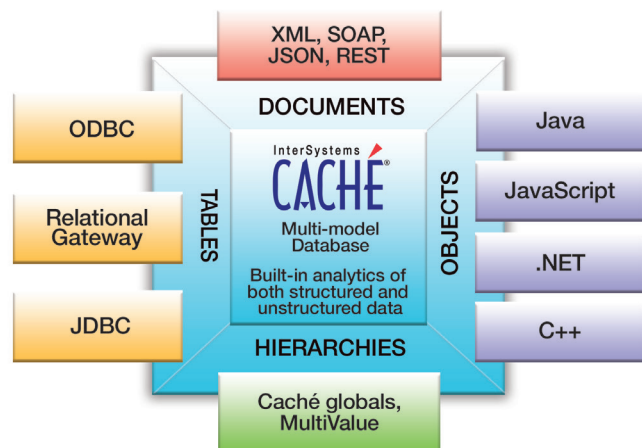 XML, SOAP,
JSON, REST
DOCUMENTS
ODBC
Relational
Gateway
JDBC
TABLES
InterSystems
CACHÉ®
Multi-model
Database
Built-in analytics of
both structured and
unstructured data
OBJECTS
Java
JavaScript
.NET
C++
HIERARCHIES
Caché globals,
MultiValue